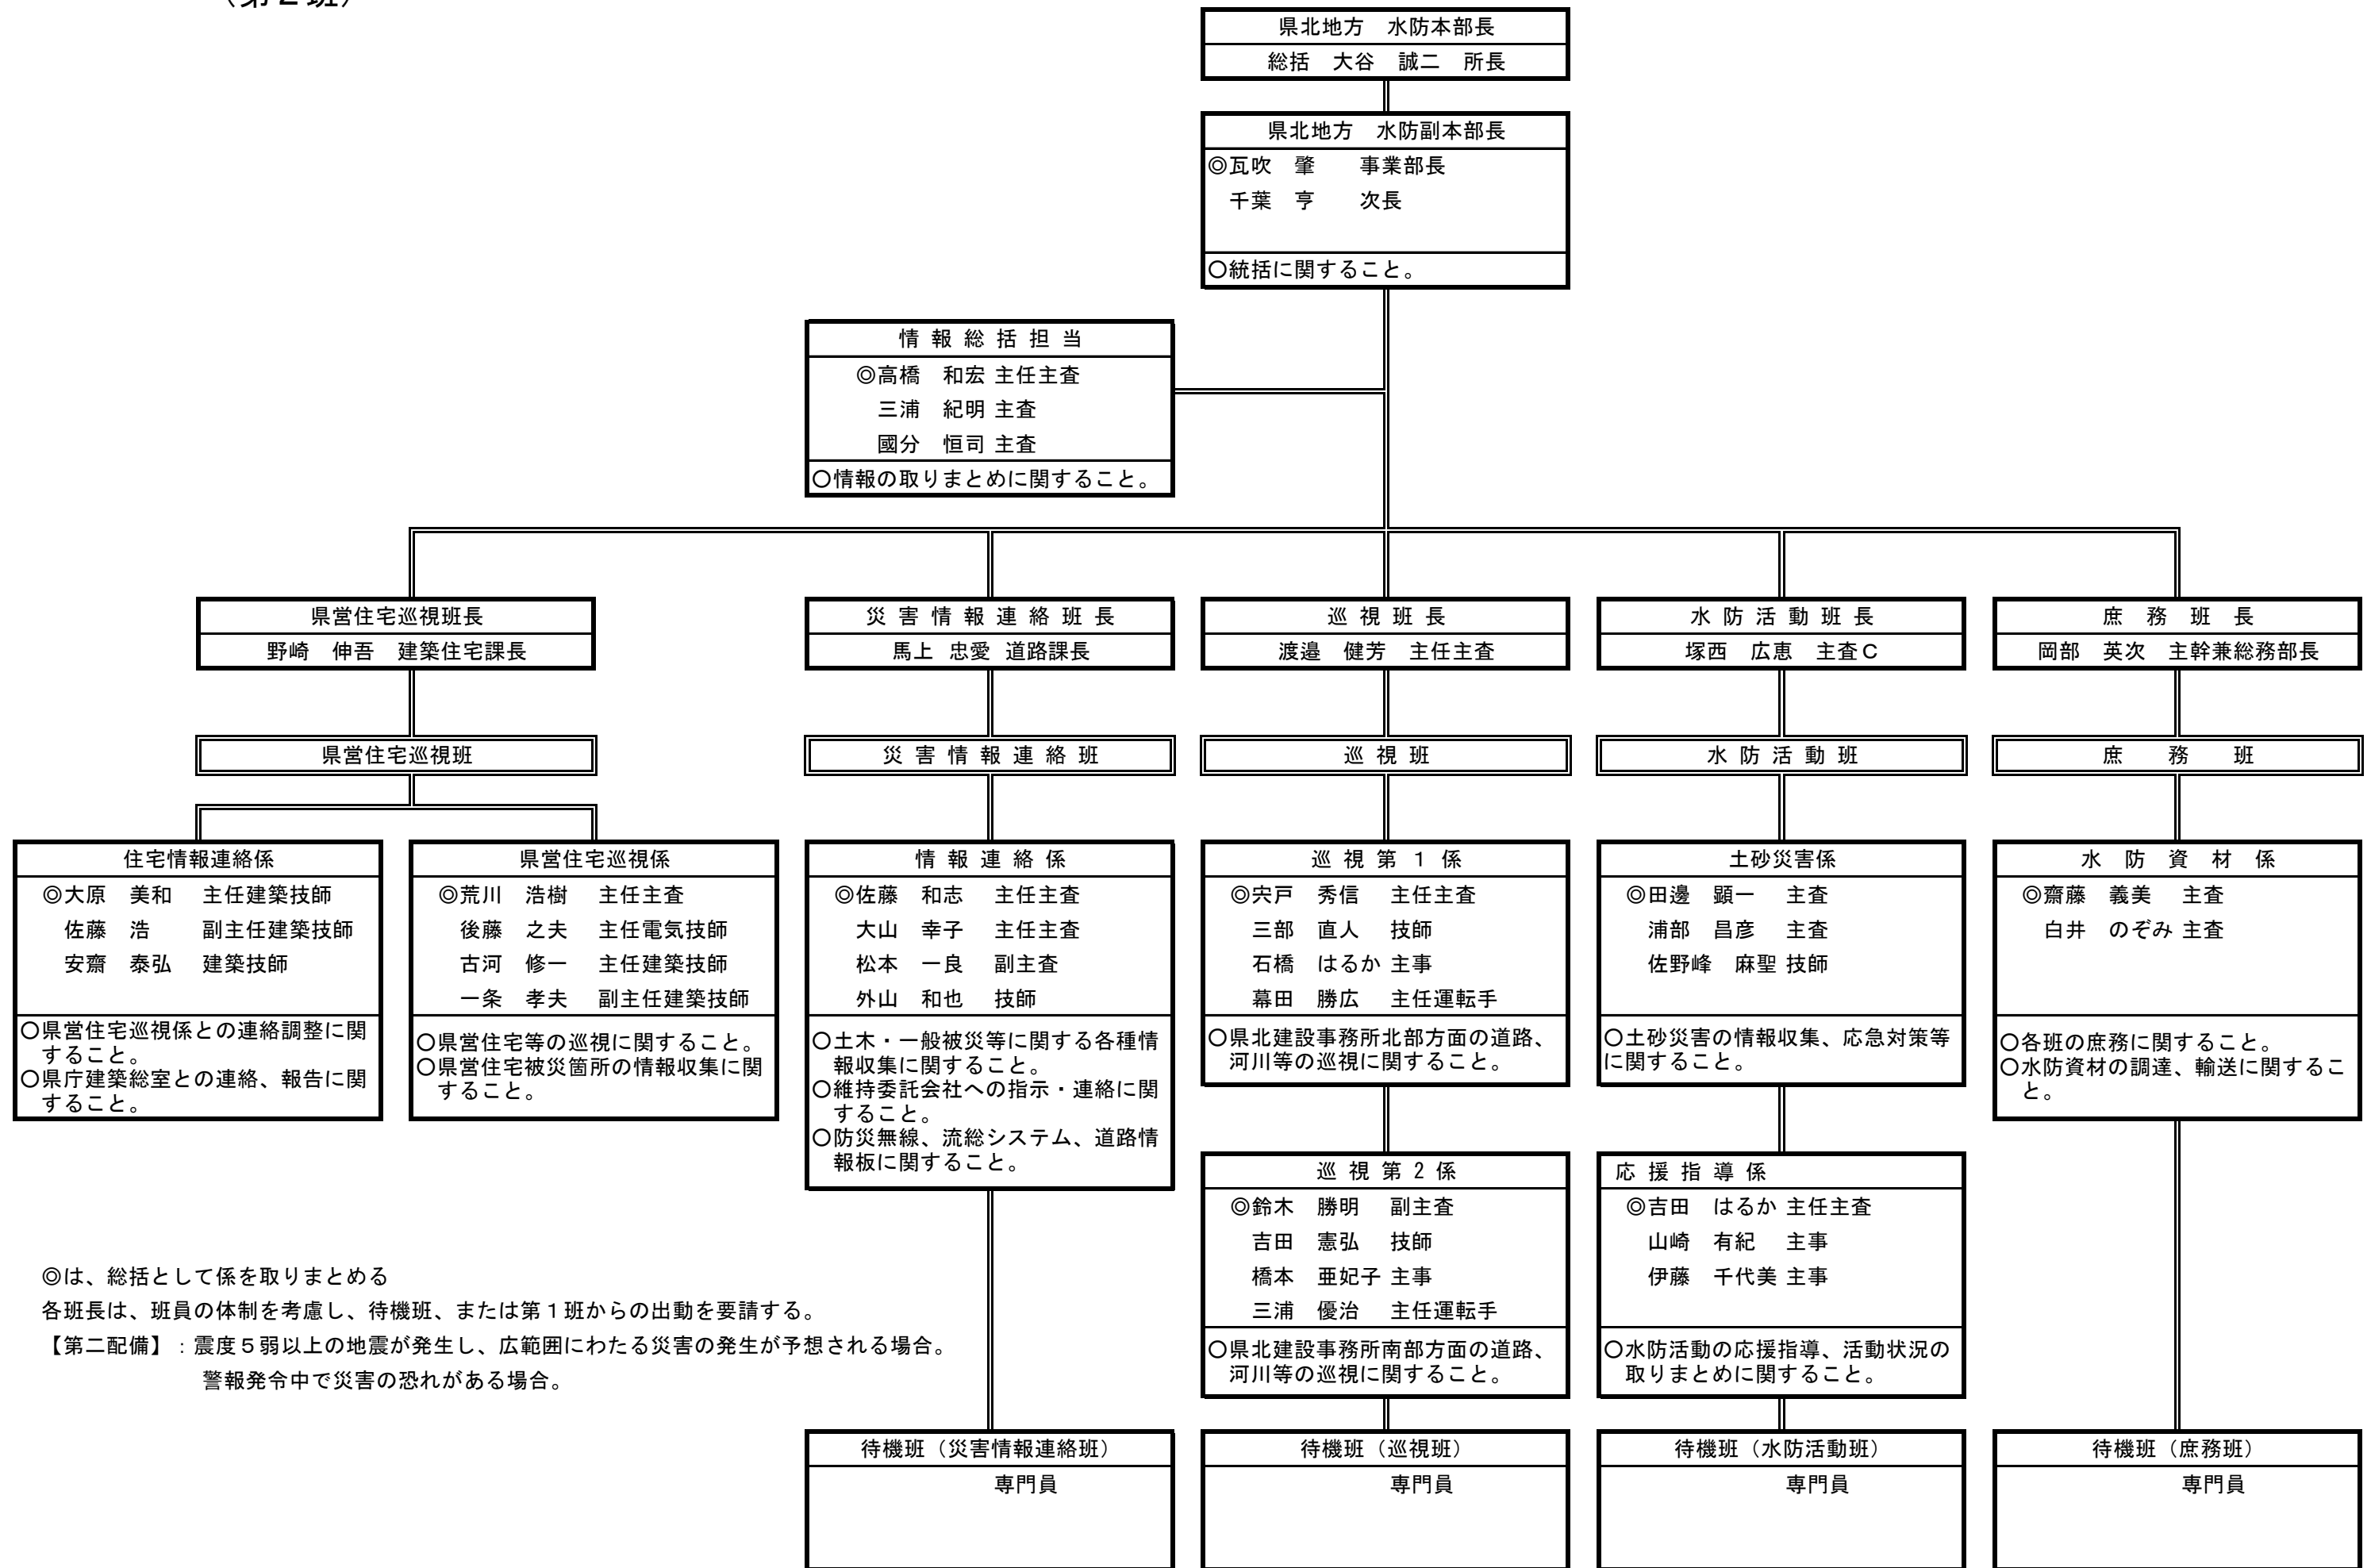 （第２班）
県北地方　水防本部長
総括　大谷　誠二　所長
県北地方　水防副本部長
◎瓦吹　肇　　事業部長
千葉　亨　　次長
〇統括に関すること。
情 報 総 括 担 当
◎高橋　和宏 主任主査
三浦　紀明 主査
國分　恒司 主査
〇情報の取りまとめに関すること。
県営住宅巡視班長
野崎　伸吾　建築住宅課長
災 害 情 報 連 絡 班 長
馬上 忠愛 道路課長
巡 視 班 長
渡邉　健芳　主任主査
水 防 活 動 班 長
塚西　広恵　主査Ｃ
庶　務　班　長
岡部　英次　主幹兼総務部長
県営住宅巡視班
災 害 情 報 連 絡 班
巡 視 班
水 防 活 動 班
庶　　務　　班
住宅情報連絡係
◎大原　美和　主任建築技師
佐藤　浩　　副主任建築技師
安齋　泰弘　建築技師
〇県営住宅巡視係との連絡調整に関
すること。
〇県庁建築総室との連絡、報告に関
すること。
県営住宅巡視係
◎荒川　浩樹　主任主査
後藤　之夫　主任電気技師
古河　修一　主任建築技師
一条　孝夫　副主任建築技師
〇県営住宅等の巡視に関すること。
〇県営住宅被災箇所の情報収集に関
すること。
情 報 連 絡 係
◎佐藤　和志　主任主査
大山　幸子　主任主査
松本　一良　副主査
外山　和也　技師
〇土木・一般被災等に関する各種情
報収集に関すること。
〇維持委託会社への指示・連絡に関
すること。
〇防災無線、流総システム、道路情
報板に関すること。
巡 視 第 1 係
◎宍戸　秀信　主任主査
三部　直人　技師
石橋　はるか 主事
幕田　勝広　主任運転手
〇県北建設事務所北部方面の道路、
河川等の巡視に関すること。
土砂災害係
◎田邊　顕一　主査
浦部　昌彦　主査
佐野峰　麻聖 技師
〇土砂災害の情報収集、応急対策等
に関すること。
水　防　資　材　係
◎齋藤　義美　主査
白井　のぞみ 主査
〇各班の庶務に関すること。
〇水防資材の調達、輸送に関するこ
と。
巡 視 第 2 係
◎鈴木　勝明　副主査
吉田　憲弘　技師
橋本　亜妃子 主事
三浦　優治　主任運転手
〇県北建設事務所南部方面の道路、
河川等の巡視に関すること。
応 援 指 導 係
◎吉田　はるか 主任主査
山崎　有紀　主事
伊藤　千代美 主事
〇水防活動の応援指導、活動状況の
取りまとめに関すること。
◎は、総括として係を取りまとめる
各班長は、班員の体制を考慮し、待機班、または第１班からの出動を要請する。
【第二配備】：震度５弱以上の地震が発生し、広範囲にわたる災害の発生が予想される場合。
警報発令中で災害の恐れがある場合。
待機班（災害情報連絡班）
専門員
待機班（巡視班）
専門員
待機班（水防活動班）
専門員
待機班（庶務班）
専門員